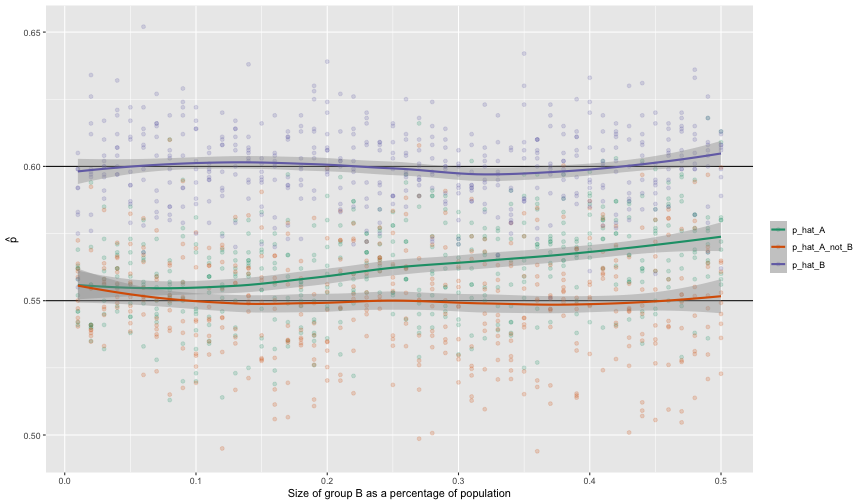 0.65
0.60
0.55
0.50
p̂
0.0 0.1 0.2 0.3 0.4 0.5
Size of group B as a percentage of population
p_hat_A
p_hat_A_not_B
p_hat_B